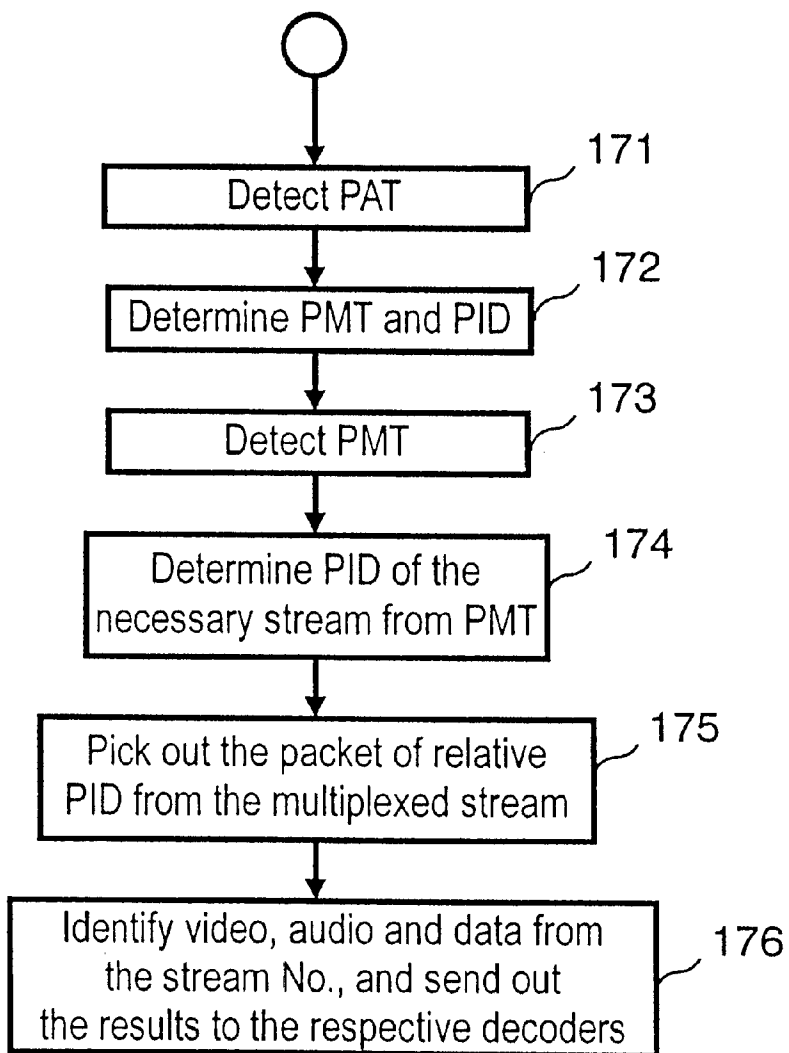 171
Detect PAT
172
Determine PMT and PID
173
Detect PMT
174
Determine PID of the
necessary stream from PMT
175
Pick out the packet of relative
PID from the multiplexed stream
176
Identify video, audio and data from
the stream No., and send out
the results to the respective decoders